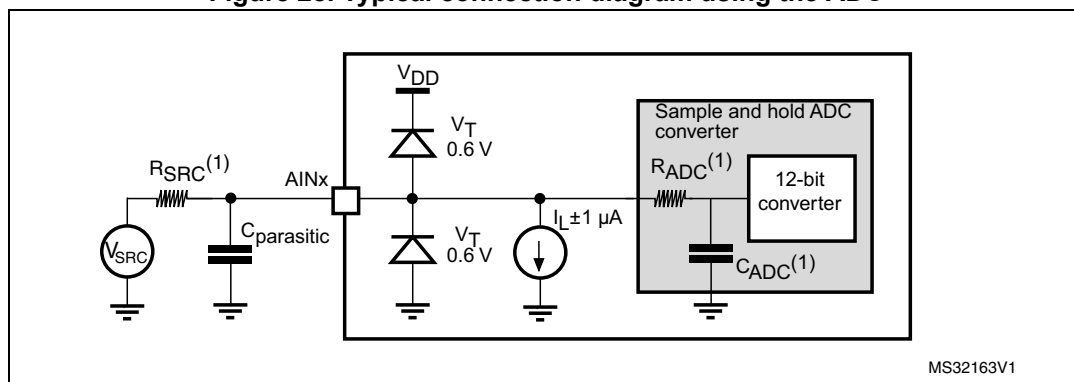 Figure Typical connection diagram using the ADC
VDD
Sample and hold ADC
converter
VT
0.6 V
RSRC(1)
AINx
RADC(1)
12-bit
converter
IL±1 µA
Cparasitic
VT
0.6 V
VSRC
CADC(1)
MS32163V1